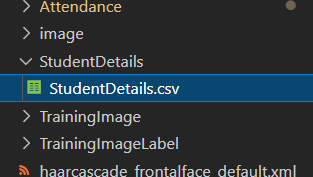 Attendance
image
StudentDetails
StudentDetails.csv
TrainingImage
TrainingImageLabel
haarcascade_frontalface_default.xml